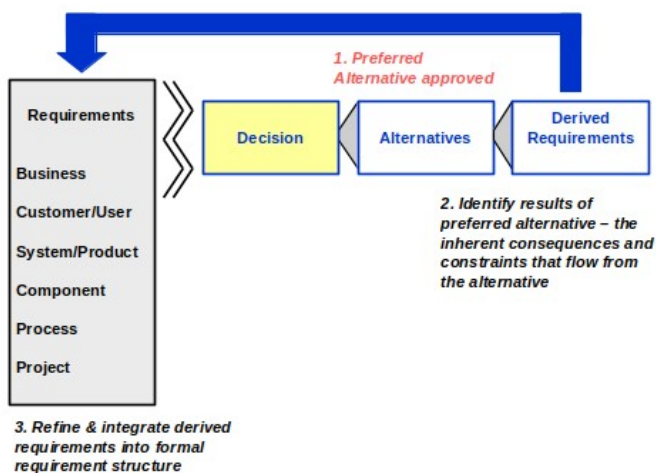 1. Preferred
Alternative approved
Requirements
Business
Customer/User
System/Product
Component
Process
Project
Decision
Alternatives
Derived
Requirements
2. Identify results of
preferred alternative – the
inherent consequences and
constraints that flow from
the alternative
3. Refine & integrate derived
requirements into formal
requirement structure